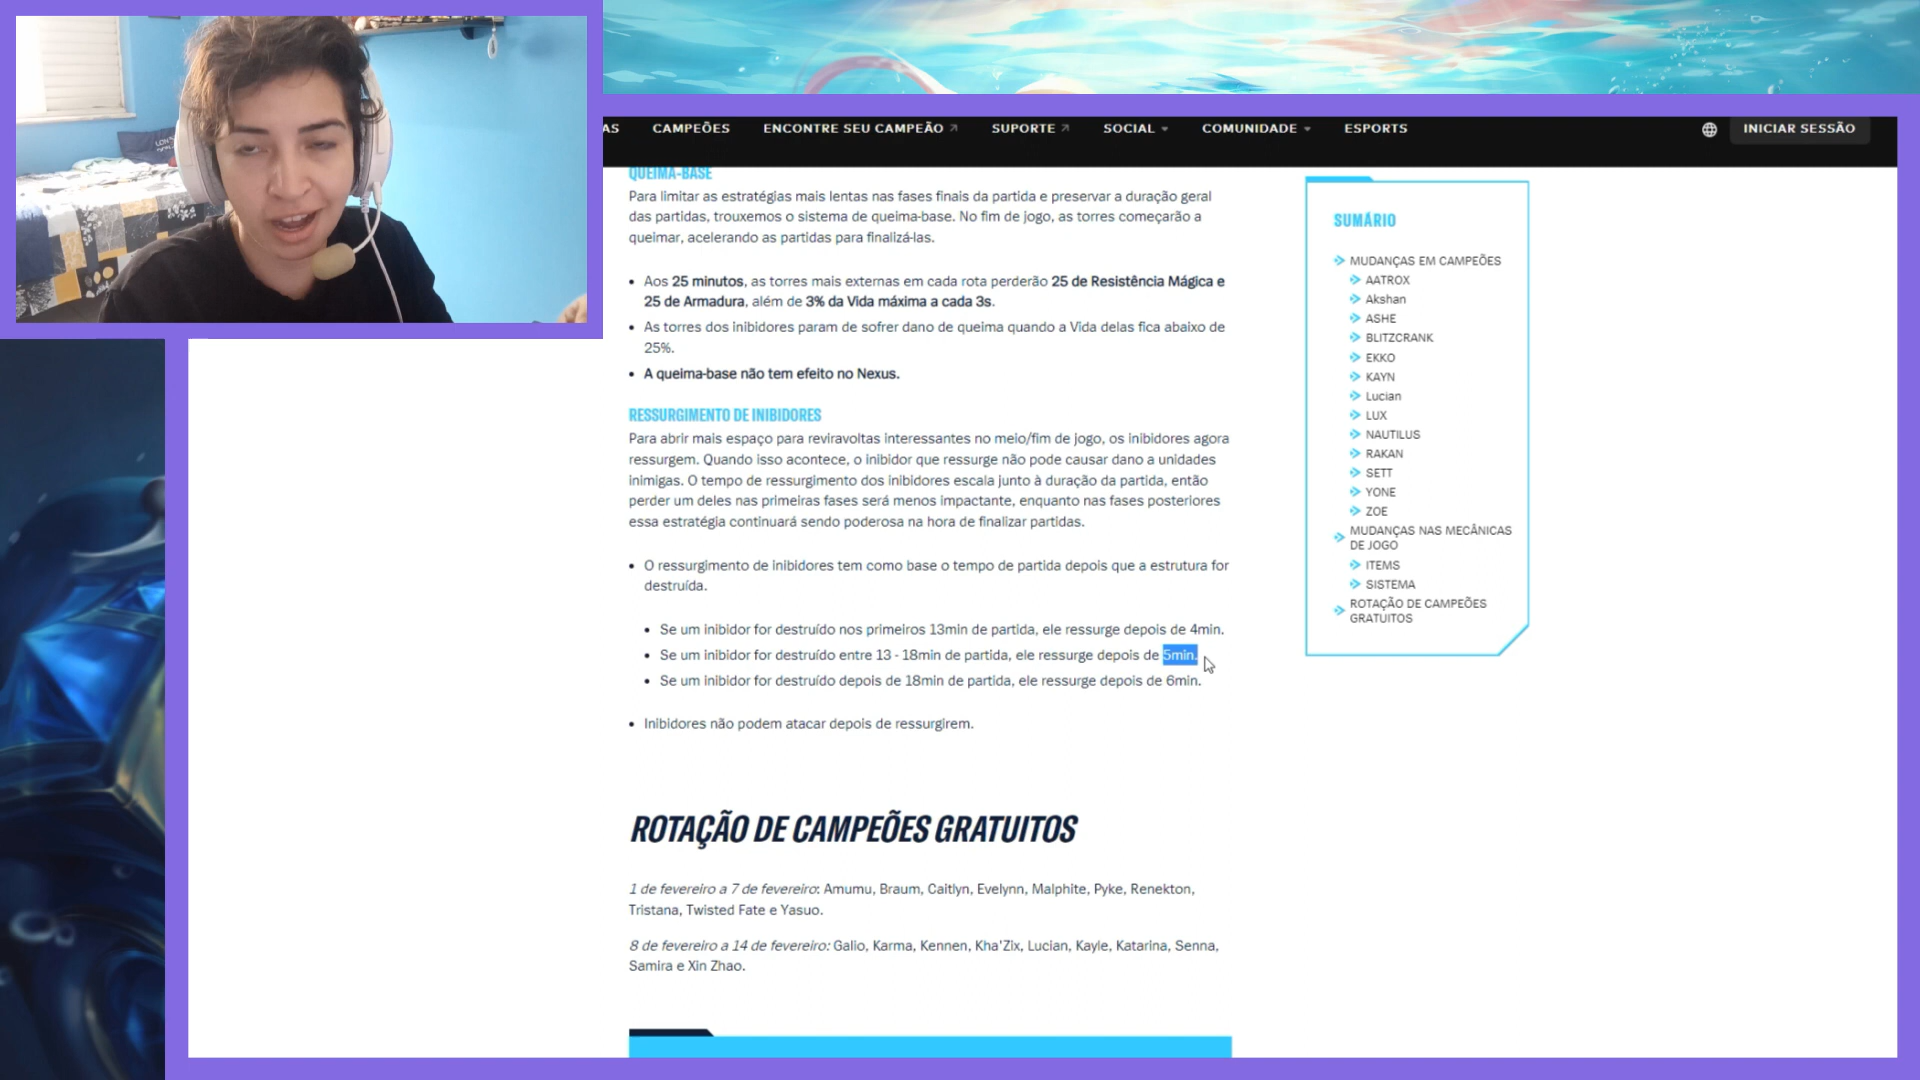 AS CAMPEÕES ENCONTRE SEU CAMPEÃO SUPORTE SOCIAL COMUNIDADE ESPORTS INICIAR SESSÃO
QUEIMA-BASE
Para limitar as estratégias mais lentas nas fases finais da partida e preservar a duração geral
das partidas, trouxemos o sistema de queima-base. No fim de jogo, as torres começarão a
queimar, acelerando as partidas para finalizá-las.
• Aos 25 minutos, as torres mais externas em cada rota perderão 25 de Resistência Mágica e
25 de Armadura, além de 3% da Vida máxima a cada 3s.
• As torres dos inibidores param de sofrer dano de queima quando a Vida delas fica abaixo de
25%.
• A queima-base não tem efeito no Nexus.
RESSURGIMENTO DE INIBIDORES
Para abrir mais espaço para reviravoltas interessantes no meio/fim de jogo, os inibidores agora
ressurgem. Quando isso acontece, o inibidor que ressurge não pode causar dano a unidades
inimigas. O tempo de ressurgimento dos inibidores escala junto à duração da partida, então
perder um deles nas primeiras fases será menos impactante, enquanto nas fases posteriores
essa estratégia continuará sendo poderosa na hora de finalizar partidas.
• O ressurgimento de inibidores tem como base o tempo de partida depois que a estrutura for
destruída.
• Se um inibidor for destruído nos primeiros 13min de partida, ele ressurge depois de 4min.
• Se um inibidor for destruído entre 13 - 18min de partida, ele ressurge depois de 5min.
• Se um inibidor for destruído depois de 18min de partida, ele ressurge depois de 6min.
• Inibidores não podem atacar depois de ressurgirem.
ROTAÇÃO DE CAMPEÕES GRATUITOS
1 de fevereiro a 7 de fevereiro: Amumu, Braum, Caitlyn, Evelynn, Malphite, Pyke, Renekton,
Tristana, Twisted Fate e Yasuo.
8 de fevereiro a 14 de fevereiro: Galio, Karma, Kennen, Kha'Zix, Lucian, Kayle, Katarina, Senna,
Samira e Xin Zhao.
SUMÁRIO
MUDANÇAS EM CAMPEÕES
AATROX
Akshan
ASHE
BLITZCRANK
EKKO
KAYN
Lucian
LUX
NAUTILUS
RAKAN
SETT
YONE
ZOE
MUDANÇAS NAS MECÂNICAS
DE JOGO
ITEMS
SISTEMA
ROTAÇÃO DE CAMPEÕES
GRATUITOS